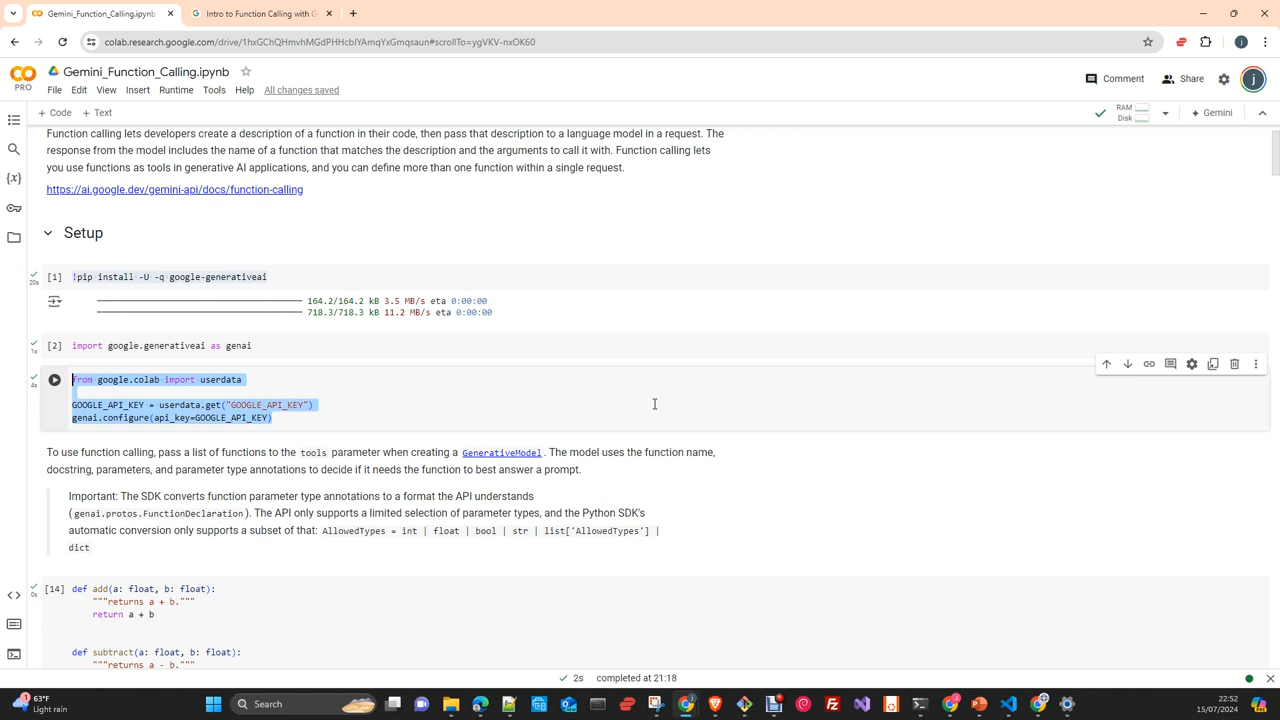 Gemini_Function_Calling.ipynb
Intro to Function Calling with G
colab.research.google.com/drive/1hxGChQHmvhMGdPHHcblYAmqYxGmqsaun#scrollTo=ygVKV-nxOK60
PRO
Gemini_Function_Calling.ipynb
File Edit View Insert Runtime Tools Help All changes saved
Comment Share j
+ Code + Text
RAM
Disk
Gemini
Function calling lets developers create a description of a function in their code, then pass that description to a language model in a request. The
response from the model includes the name of a function that matches the description and the arguments to call it with. Function calling lets
you use functions as tools in generative AI applications, and you can define more than one function within a single request.
https://ai.google.dev/gemini-api/docs/function-calling
Setup
20s
[1] !pip install -U -q google-generativeai
164.2/164.2 kB 3.5 MB/s eta 0:00:00
718.3/718.3 kB 11.2 MB/s eta 0:00:00
1s
[2] import google.generativeai as genai
4s
from google.colab import userdata
GOOGLE_API_KEY = userdata.get("GOOGLE_API_KEY")
genai.configure(api_key=GOOGLE_API_KEY)
To use function calling, pass a list of functions to the tools parameter when creating a GenerativeModel. The model uses the function name,
docstring, parameters, and parameter type annotations to decide if it needs the function to best answer a prompt.
Important: The SDK converts function parameter type annotations to a format the API understands
(genai.protos.FunctionDeclaration). The API only supports a limited selection of parameter types, and the Python SDK's
automatic conversion only supports a subset of that: AllowedTypes = int | float | bool | str | list['AllowedTypes'] |
dict
0s
[14] def add(a: float, b: float):
"""returns a + b."""
return a + b
def subtract(a: float, b: float):
"""returns a - b."""
2s completed at 21:18
63°F
Light rain
Search
22:52
15/07/2024